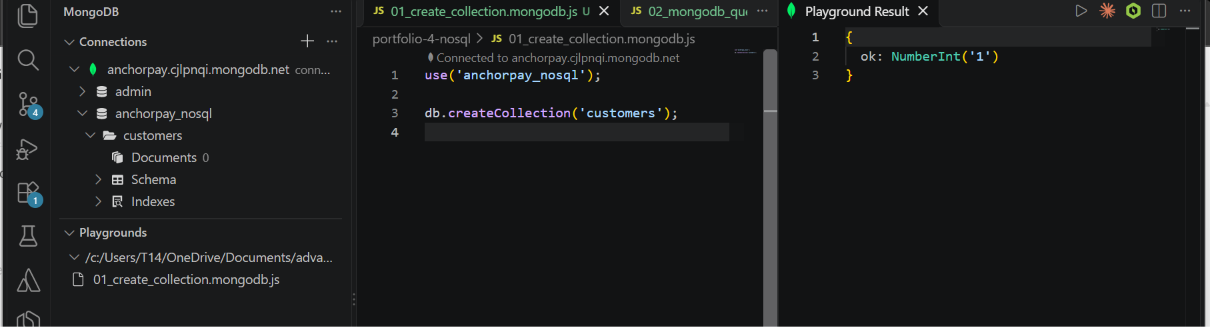 MongoDB
···
Connections
+ ···
anchorpay.cjlpnqi.mongodb.net conn...
admin
anchorpay_nosql
customers
Documents 0
Schema
Indexes
Playgrounds
/c:/Users/T14/OneDrive/Documents/adva...
01_create_collection.mongodb.js
4
1
JS 01_create_collection.mongodb.js U
JS 02_mongodb_que
···
portfolio-4-nosql > JS 01_create_collection.mongodb.js
Connected to anchorpay.cjlpnqi.mongodb.net
1 use('anchorpay_nosql');
2
3 db.createCollection('customers');
4
Playground Result
···
1 {
2 ok: NumberInt('1')
3 }